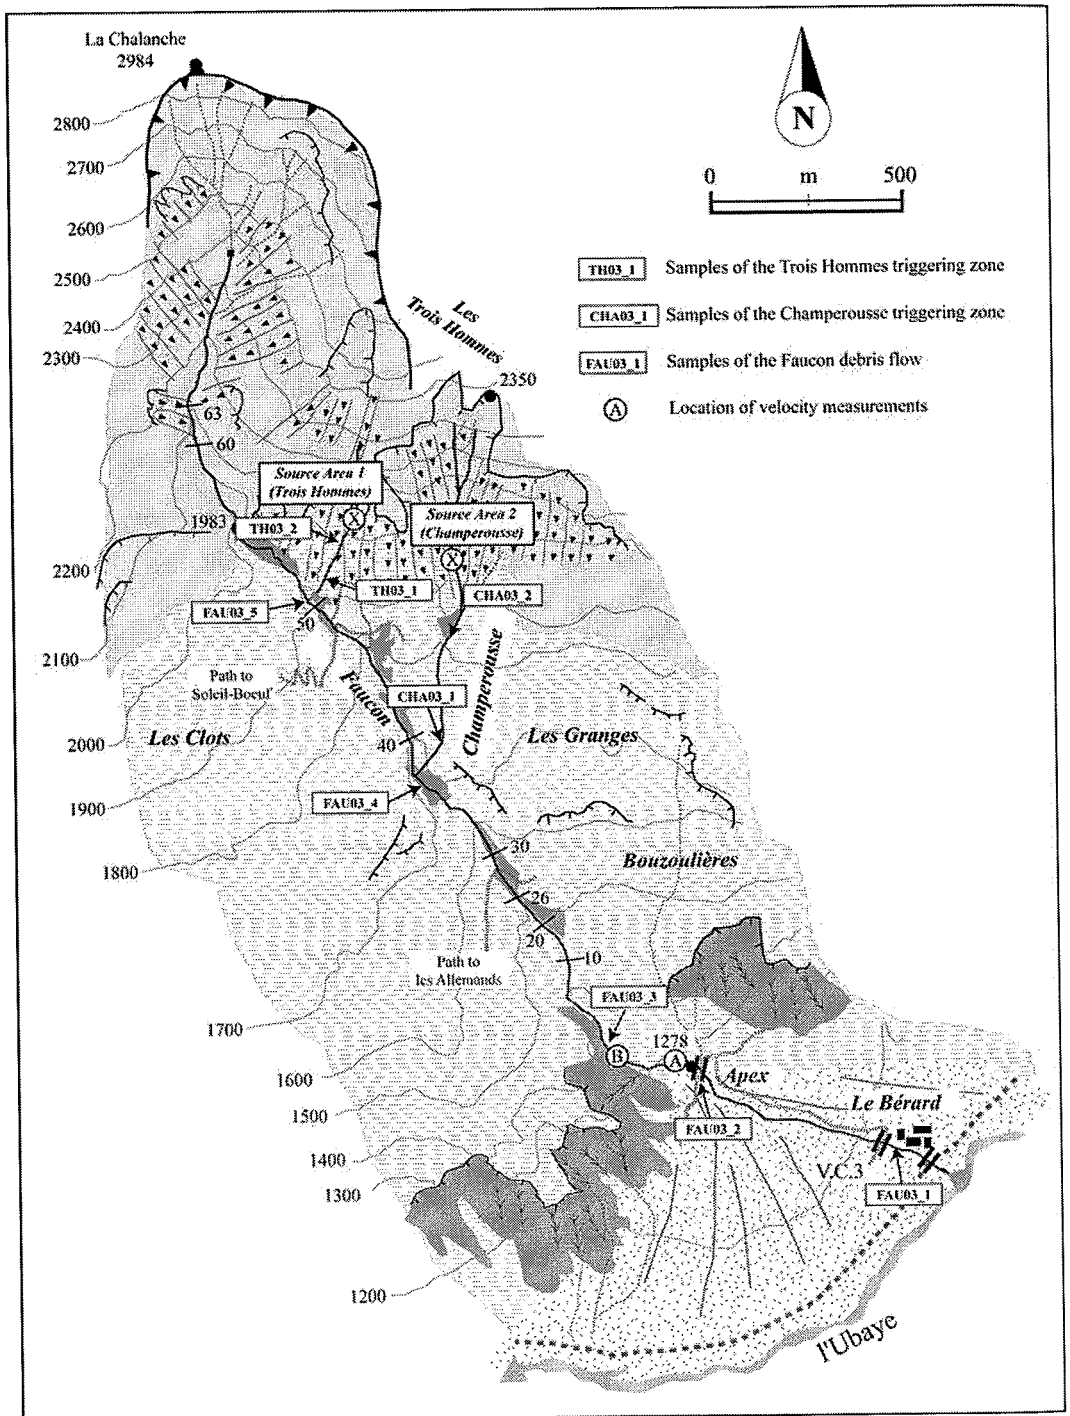 La Chalanche
2984
N
2800
2700
2600
2500
2400
2300
0 m 500
TH03_1 Samples of the Trois Hommes triggering zone
CHA03_1 Samples of the Champerousse triggering zone
FAU03_1 Samples of the Faucon debris flow
A Location of velocity measurements
Les
Trois Hommes
2350
63
60
Source Area 1
(Trois Hommes)
X
Source Area 2
(Champerousse)
X
1983
TH03_2
2200
TH03_1
CHA03_2
FAU03_5
50
2100
Path to
Soleil-Boeuf
Faucon
CHA03_1
Champerousse
Les Clots
2000
40
Les Granges
1900
FAU03_4
1800
30
Bouzoulières
26
20
10
Path to
les Allemands
FAU03_3
1700
1278
B
A
Apex
1600
Le Bérard
1500
FAU03_2
1400
V.C.3
1300
FAU03_1
1200
l'Ubaye